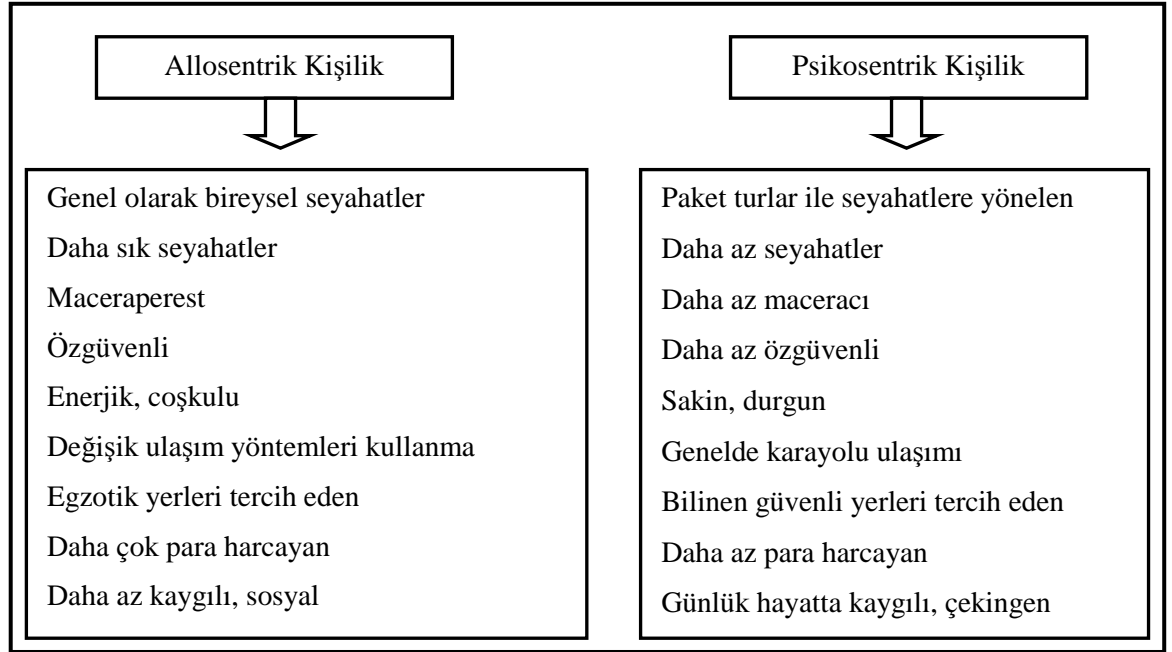 Allosentrik Kişilik
Genel olarak bireysel seyahatler
Daha sık seyahatler
Maceraperest
Özgüvenli
Enerjik, coşkulu
Değişik ulaşım yöntemleri kullanma
Egzotik yerleri tercih eden
Daha çok para harcayan
Daha az kaygılı, sosyal
Psikosentrik Kişilik
Paket turlar ile seyahatlere yönelen
Daha az seyahatler
Daha az maceracı
Daha az özgüvenli
Sakin, durgun
Genelde karayolu ulaşımı
Bilinen güvenli yerleri tercih eden
Daha az para harcayan
Günlük hayatta kaygılı, çekingen